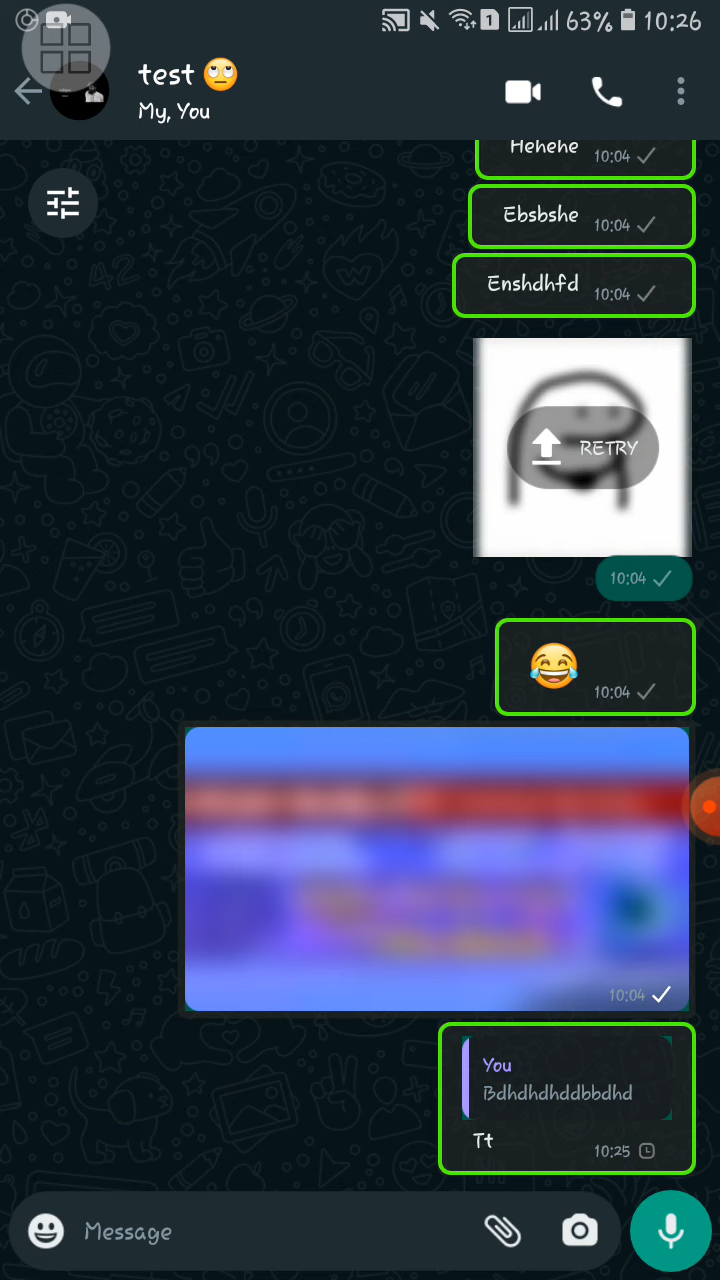 1 63% 10:26
test 🙄
My, You
Hehehe 10:04
Ebsbshe 10:04
Enshdhfd 10:04
RETRY
10:04
😂 10:04
10:04
You
Bdhdhdhddbbdhd
Tt 10:25
Message